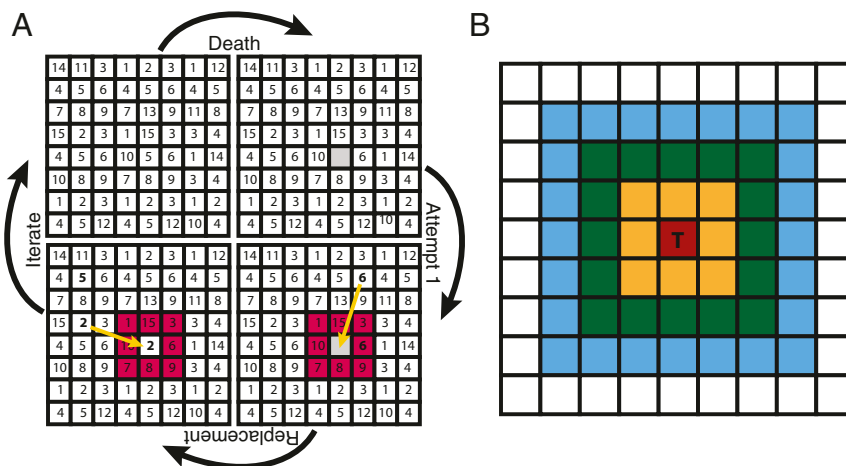 A
B
Death
14 11 3 1 2 3 1 12
4 5 6 4 5 6 4 5
7 8 9 7 13 9 11 8
15 2 3 1 15 3 3 4
4 5 6 10 5 6 1 14
10 8 9 7 8 9 3 4
1 2 3 1 2 3 1 2
4 5 12 4 5 12 10 4
14 11 3 1 2 3 1 12
4 5 6 4 5 6 4 5
7 8 9 7 13 9 11 8
15 2 3 1 15 3 3 4
4 5 6 10 6 1 14
10 8 9 7 8 9 3 4
1 2 3 1 2 3 1 2
4 5 12 4 5 12 10 4
Iterate
Attempt 1
14 11 3 1 2 3 1 12
4 5 6 4 5 6 4 5
7 8 9 7 13 9 11 8
15 2 3 1 15 3 3 4
4 5 6 2 6 1 14
10 8 9 7 8 9 3 4
1 2 3 1 2 3 1 2
4 5 12 4 5 12 10 4
14 11 3 1 2 3 1 12
4 5 6 4 5 6 4 5
7 8 9 7 13 9 11 8
15 2 3 1 15 3 3 4
4 5 6 10 6 1 14
10 8 9 7 8 9 3 4
1 2 3 1 2 3 1 2
4 5 12 4 5 12 10 4
Replacement
T